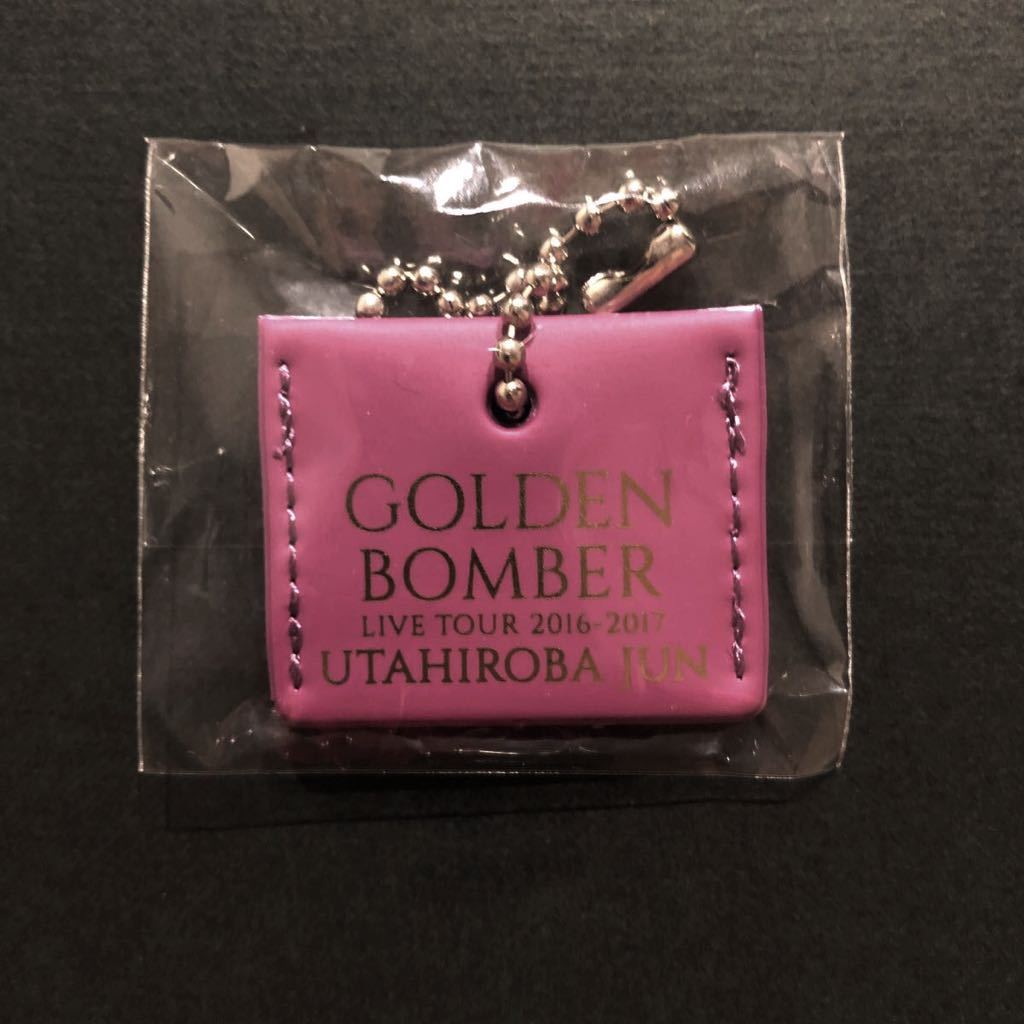 GOLDEN
BOMBER
LIVE TOUR 2016-2017
UTAHIROBA JUN